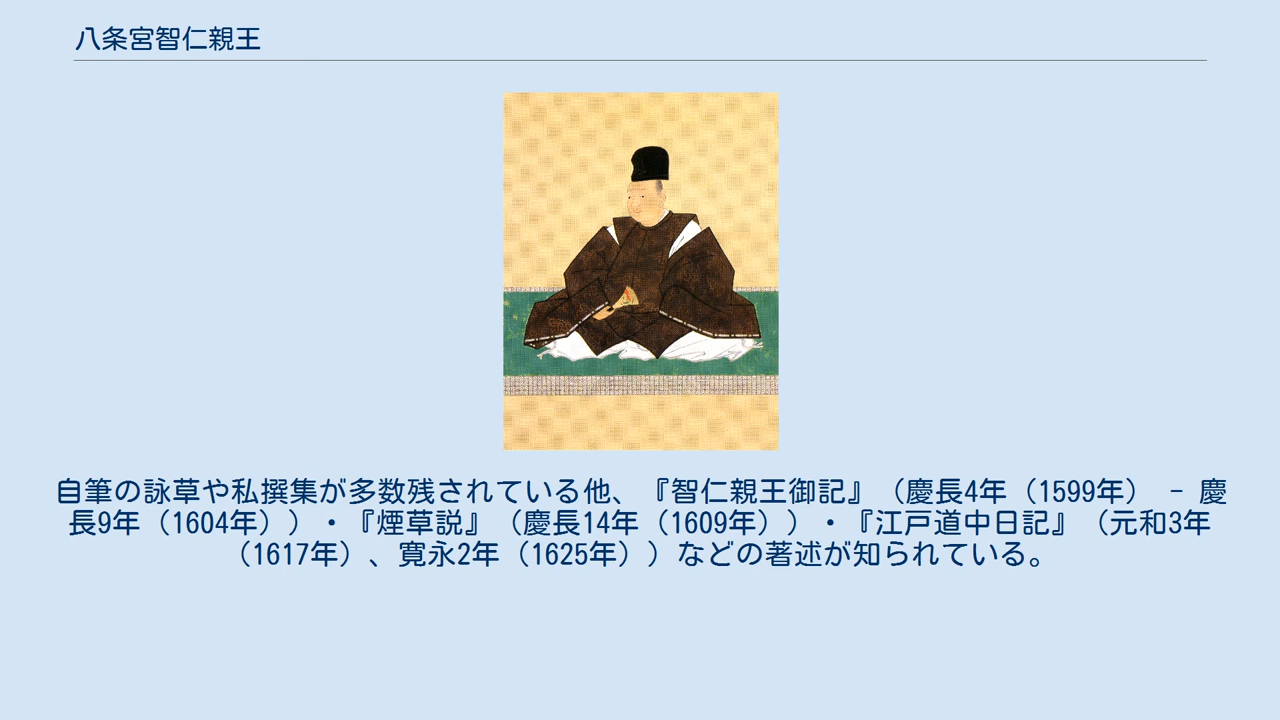 八条宮智仁親王
自筆の詠草や私撰集が多数残されている他、『智仁親王御記』（慶長4年（1599年） - 慶
長9年（1604年））・『煙草説』（慶長14年（1609年））・『江戸道中日記』（元和3年
（1617年）、寛永2年（1625年））などの著述が知られている。